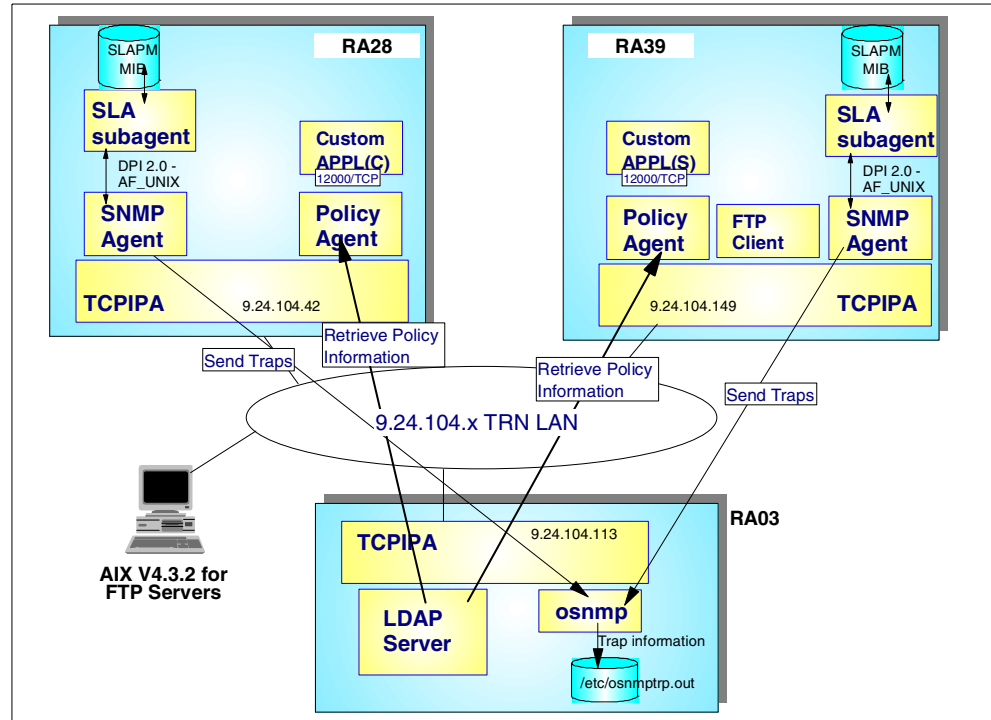 RA28
SLAPM
MIB
SLA
subagent
DPI 2.0 -
AF_UNIX
SNMP
Agent
Custom
APPL(C)
12000/TCP
Policy
Agent
TCPIPA
9.24.104.42
RA39
SLAPM
MIB
SLA
subagent
DPI 2.0 -
AF_UNIX
Custom
APPL(S)
12000/TCP
Policy
Agent
FTP
Client
SNMP
Agent
9.24.104.149
TCPIPA
Send Traps
Retrieve Policy
Information
Retrieve Policy
Information
Send Traps
9.24.104.x TRN LAN
AIX V4.3.2 for
FTP Servers
RA03
TCPIPA
9.24.104.113
LDAP
Server
osnmp
Trap information
/etc/osnmptrp.out